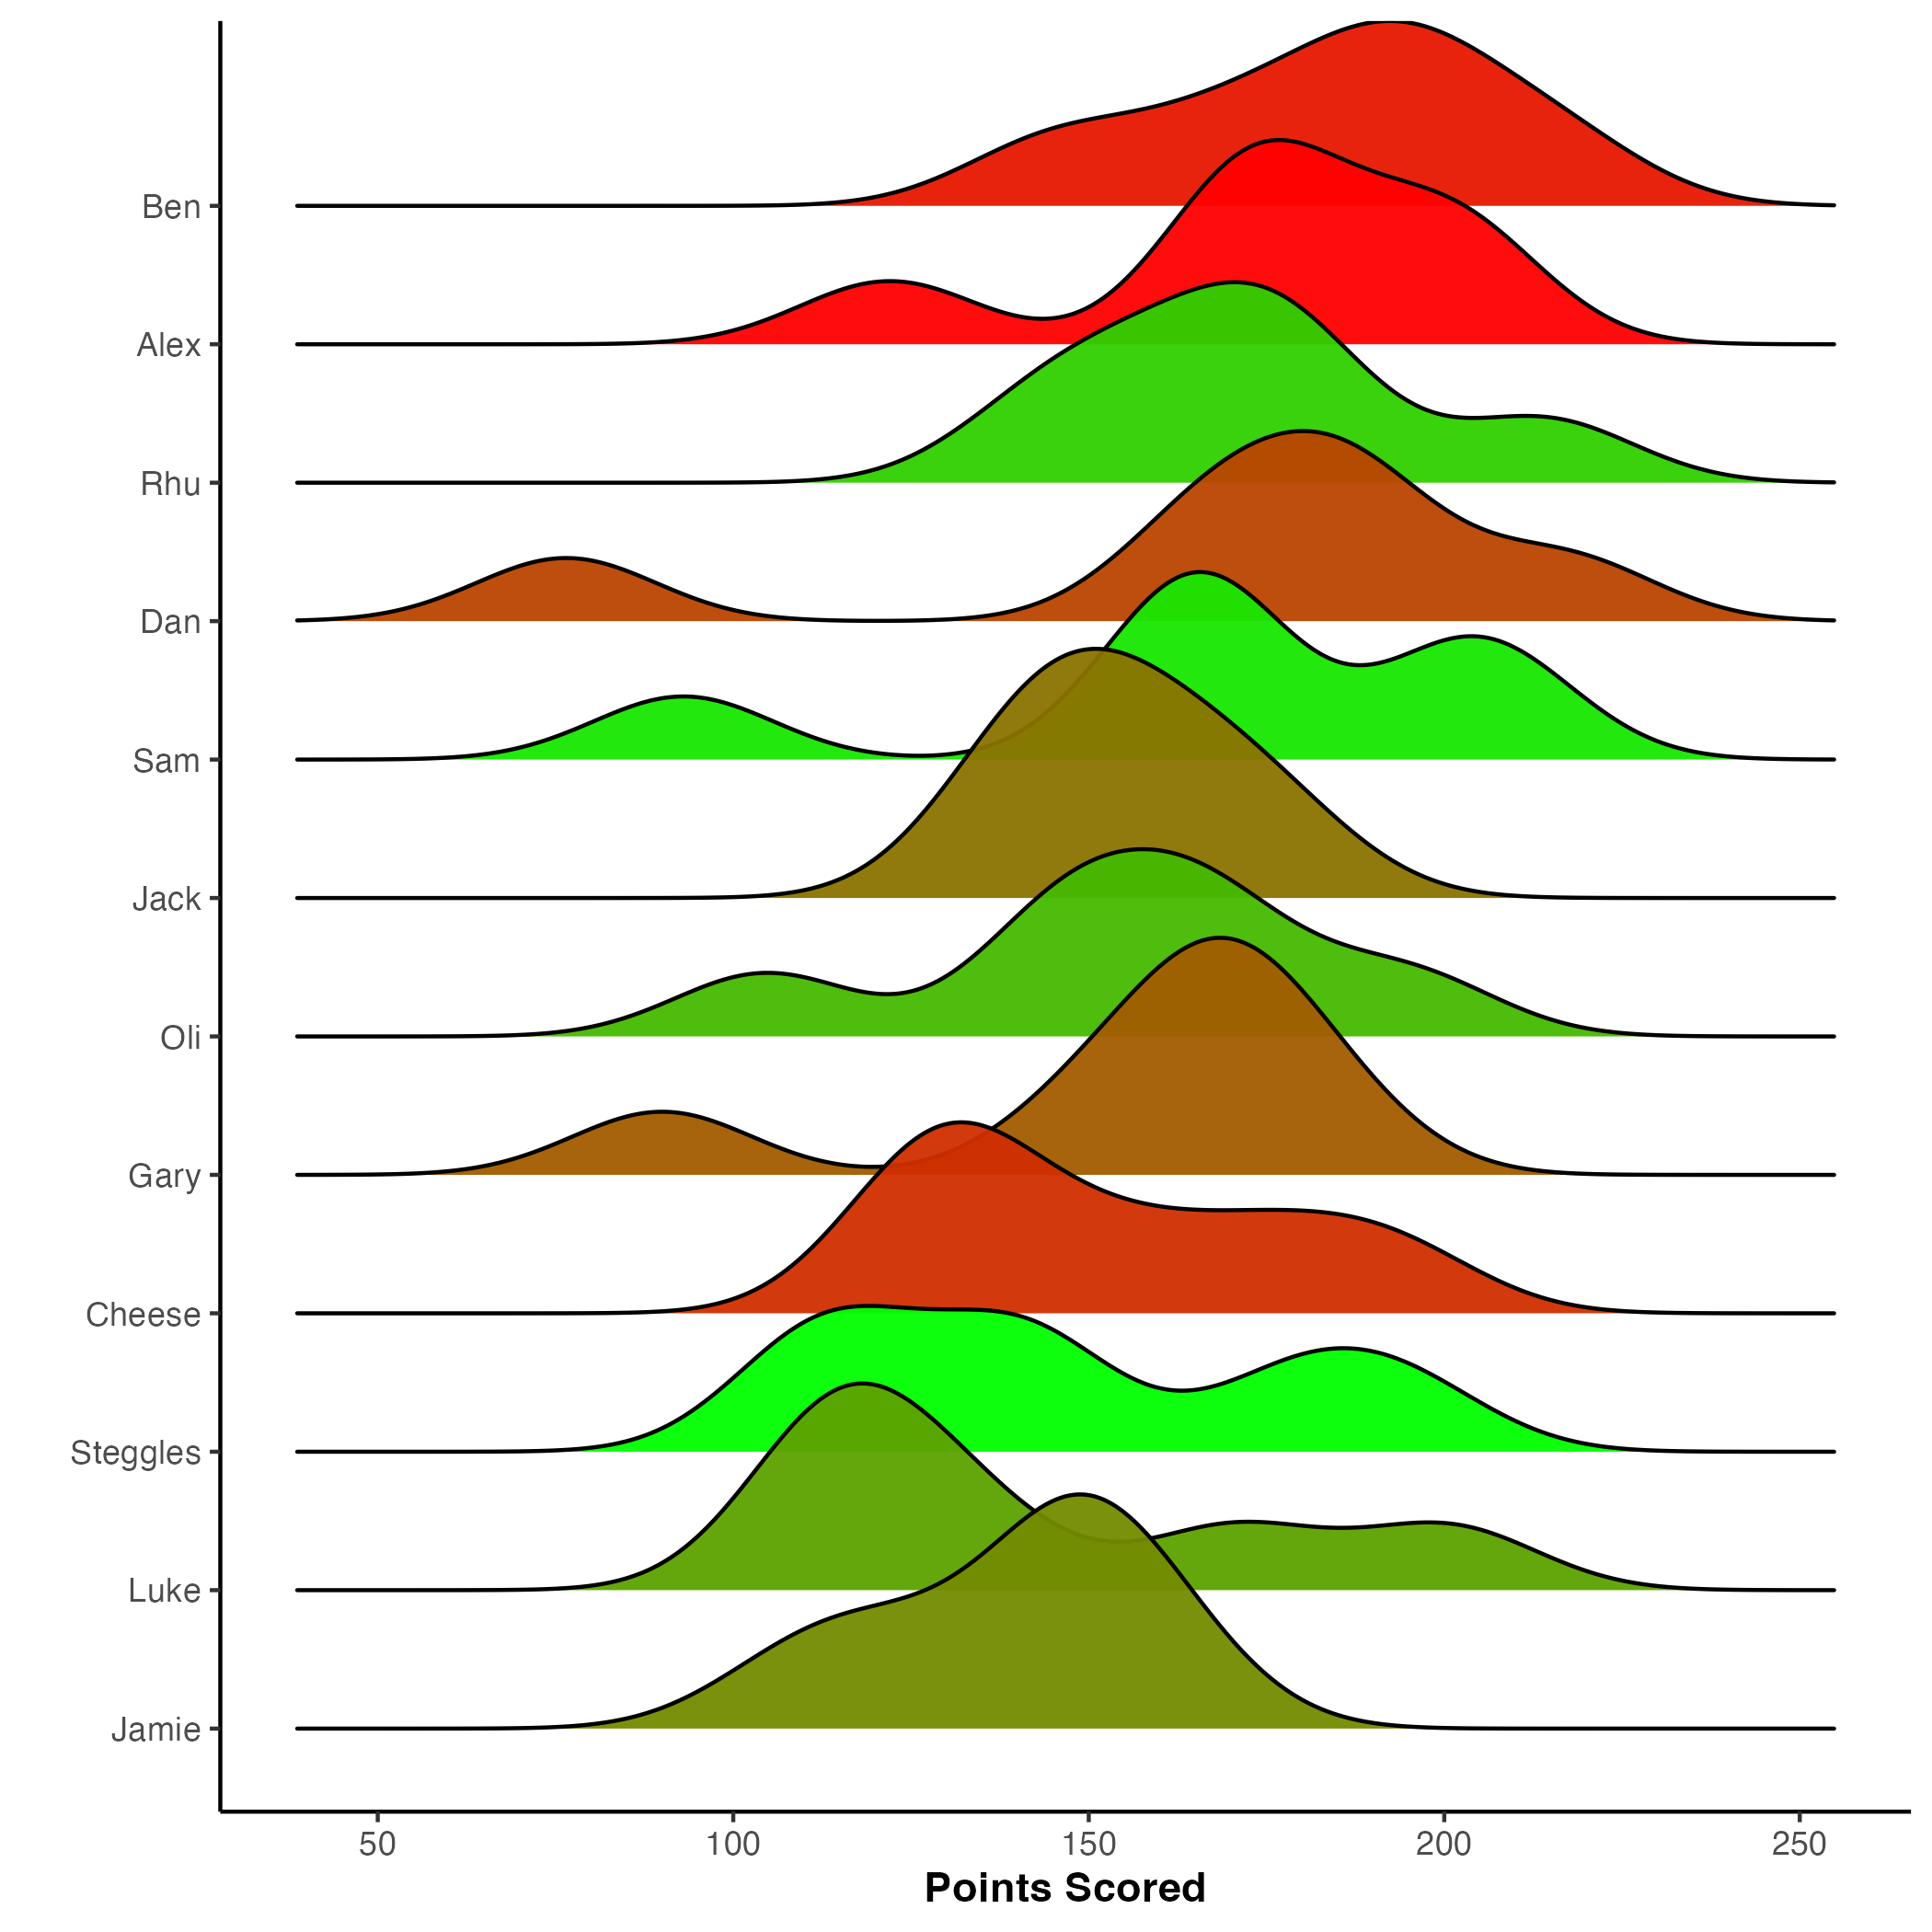 Ben
Alex
Rhu
Dan
Sam
Jack
Oli
Gary
Cheese
Steggles
Luke
Jamie
50 100 150 200 250
Points Scored